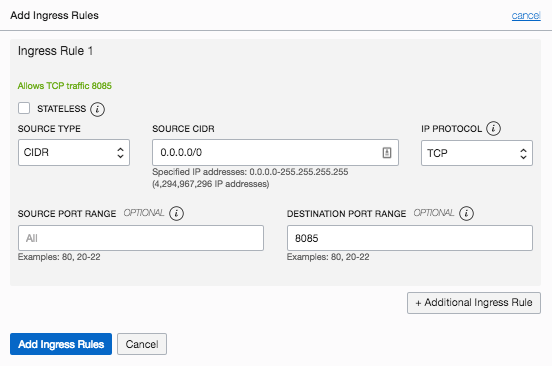 Add Ingress Rules cancel
Ingress Rule 1
Allows TCP traffic 8085
STATELESS i
SOURCE TYPE SOURCE CIDR IP PROTOCOL i
CIDR 0.0.0.0/0 TCP
Specified IP addresses: 0.0.0.0-255.255.255.255
(4,294,967,296 IP addresses)
SOURCE PORT RANGE OPTIONAL i DESTINATION PORT RANGE OPTIONAL i
All 8085
Examples: 80, 20-22 Examples: 80, 20-22
+ Additional Ingress Rule
Add Ingress Rules Cancel